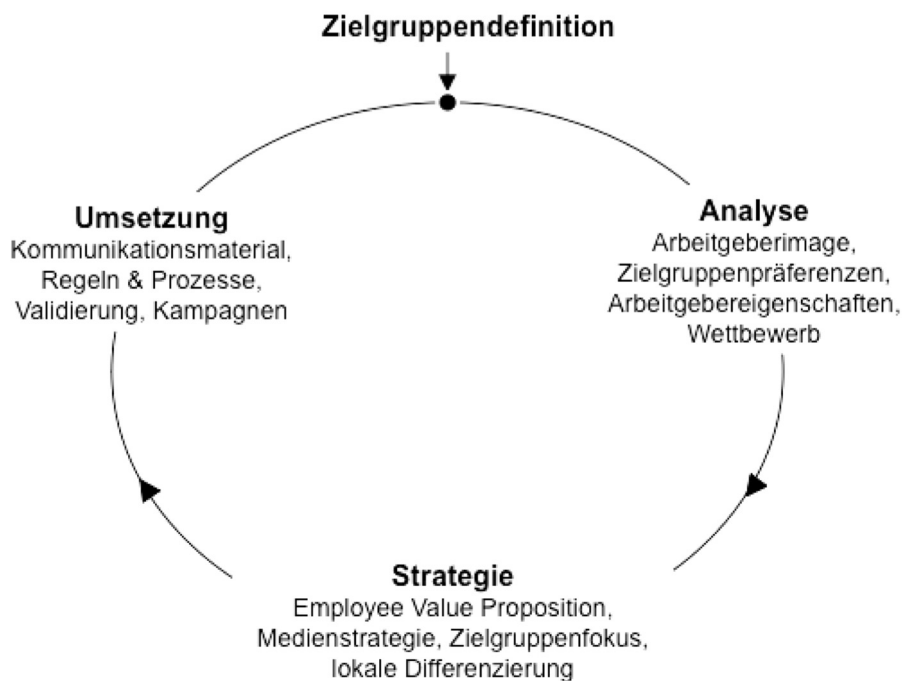 Zielgruppendefinition
Analyse
Arbeitgeberimage,
Zielgruppenpräferenzen,
Arbeitgebereigenschaften,
Wettbewerb
Strategie
Employee Value Proposition,
Medienstrategie, Zielgruppenfokus,
lokale Differenzierung
Umsetzung
Kommunikationsmaterial,
Regeln & Prozesse,
Validierung, Kampagnen